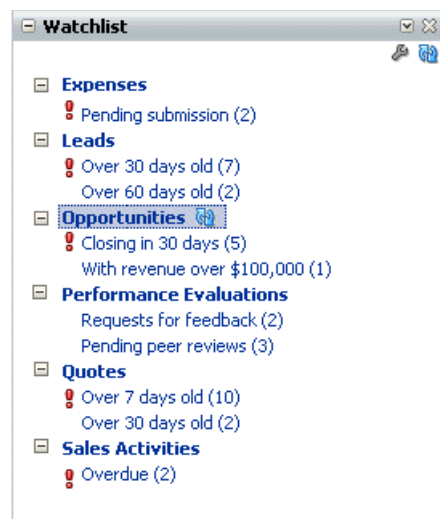 Watchlist
Expenses
Pending submission (2)
Leads
Over 30 days old (7)
Over 60 days old (2)
Opportunities
Closing in 30 days (5)
With revenue over $100,000 (1)
Performance Evaluations
Requests for feedback (2)
Pending peer reviews (3)
Quotes
Over 7 days old (10)
Over 30 days old (2)
Sales Activities
Overdue (2)